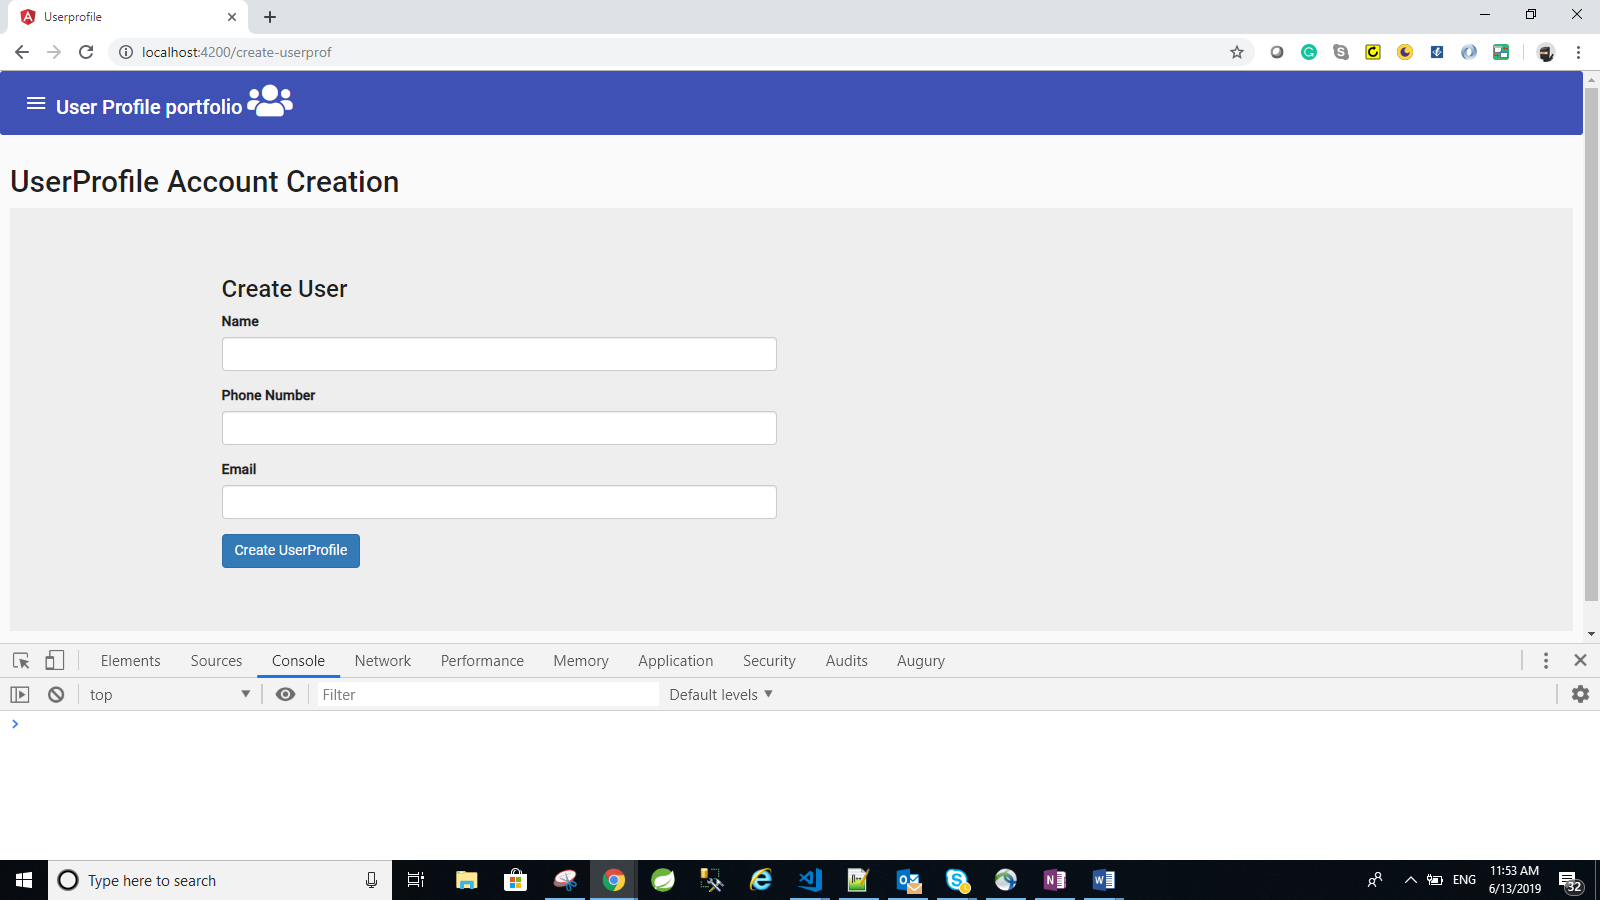 Userprofile
localhost:4200/create-userprof
User Profile portfolio
UserProfile Account Creation
Create User
Name
Phone Number
Email
Create UserProfile
Elements Sources Console Network Performance Memory Application Security Audits Augury
top Filter Default levels
Type here to search
ENG
11:53 AM
6/13/2019
32